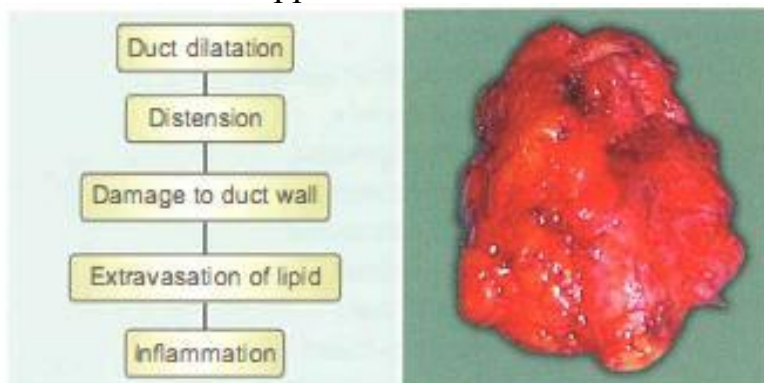 Duct dilatation
Distension
Damage to duct wall
Extravasation of lipid
Inflammation